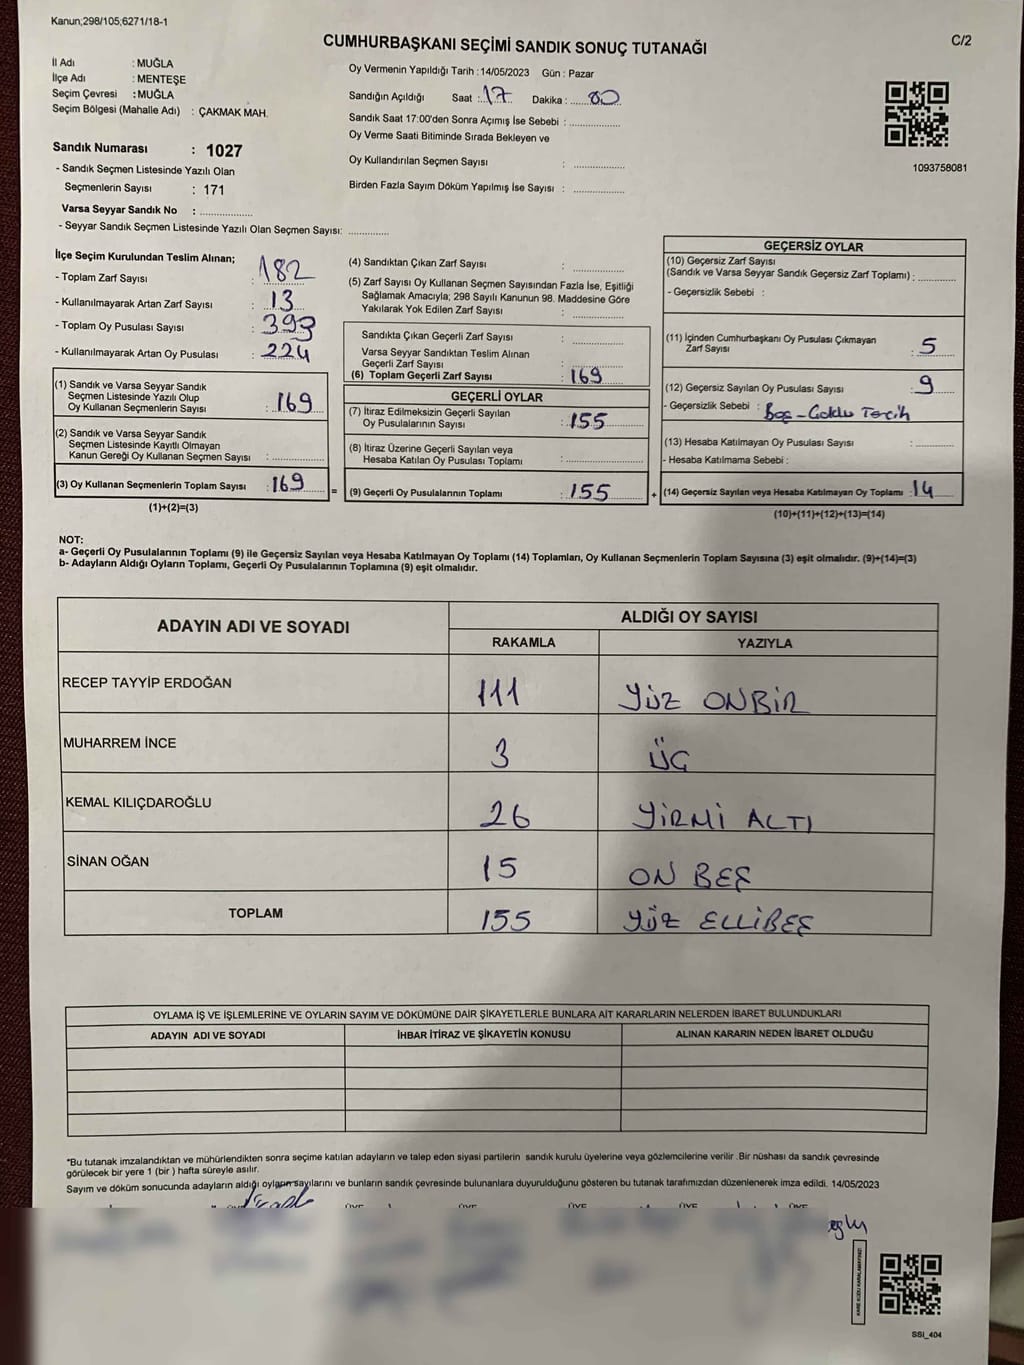 Kanun;298/105;6271/18-1
C/2
CUMHURBAŞKANI SEÇİMİ SANDIK SONUÇ TUTANAĞI
İl Adı : MUĞLA
İlçe Adı : MENTEŞE
Seçim Çevresi : MUĞLA
Seçim Bölgesi (Mahalle Adı) : ÇAKMAK MAH.
Sandık Numarası : 1027
- Sandık Seçmen Listesinde Yazılı Olan
Seçmenlerin Sayısı : 171
Varsa Seyyar Sandık No : ..............
- Seyyar Sandık Seçmen Listesinde Yazılı Olan Seçmen Sayısı: ............
Oy Vermenin Yapıldığı Tarih : 14/05/2023 Gün : Pazar
Sandığın Açıldığı Saat : 17 Dakika : 00
Sandık Saat 17:00'den Sonra Açımış İse Sebebi : ..............
Oy Verme Saati Bitiminde Sırada Bekleyen ve
Oy Kullandırılan Seçmen Sayısı : ..............
Birden Fazla Sayım Döküm Yapılmış İse Sayısı : ..............
1093758081
İlçe Seçim Kurulundan Teslim Alınan;
- Toplam Zarf Sayısı : 182
- Kullanılmayarak Artan Zarf Sayısı : 13
- Toplam Oy Pusulası Sayısı : 393
- Kullanılmayarak Artan Oy Pusulası : 224
(1) Sandık ve Varsa Seyyar Sandık
Seçmen Listesinde Yazılı Olup
Oy Kullanan Seçmenlerin Sayısı : 169
(2) Sandık ve Varsa Seyyar Sandık
Seçmen Listesinde Kayıtlı Olmayan
Kanun Gereği Oy Kullanan Seçmen Sayısı : ..............
(3) Oy Kullanan Seçmenlerin Toplam Sayısı : 169
(1)+(2)=(3)
(4) Sandıktan Çıkan Zarf Sayısı : ..............
(5) Zarf Sayısı Oy Kullanan Seçmen Sayısından Fazla İse, Eşitliği
Sağlamak Amacıyla; 298 Sayılı Kanunun 98. Maddesine Göre
Yakılarak Yok Edilen Zarf Sayısı : ..............
Sandıkta Çıkan Geçerli Zarf Sayısı : ..............
Varsa Seyyar Sandıktan Teslim Alınan
Geçerli Zarf Sayısı : ..............
(6) Toplam Geçerli Zarf Sayısı : 169
GEÇERLİ OYLAR
(7) İtiraz Edilmeksizin Geçerli Sayılan
Oy Pusulalarının Sayısı : 155
(8) İtiraz Üzerine Geçerli Sayılan veya
Hesaba Katılan Oy Pusulası Toplamı : ..............
= (9) Geçerli Oy Pusulalarının Toplamı : 155 +
GEÇERSİZ OYLAR
(10) Geçersiz Zarf Sayısı
(Sandık ve Varsa Seyyar Sandık Geçersiz Zarf Toplamı) : ..........
- Geçersizlik Sebebi :
(11) İçinden Cumhurbaşkanı Oy Pusulası Çıkmayan
Zarf Sayısı : 5
(12) Geçersiz Sayılan Oy Pusulası Sayısı : 9
- Geçersizlik Sebebi : Boş - Çoklu Tercih
(13) Hesaba Katılmayan Oy Pusulası Sayısı : ..........
- Hesaba Katılmama Sebebi :
(14) Geçersiz Sayılan veya Hesaba Katılmayan Oy Toplamı : 14
(10)+(11)+(12)+(13)=(14)
NOT:
a- Geçerli Oy Pusulalarının Toplamı (9) ile Geçersiz Sayılan veya Hesaba Katılmayan Oy Toplamı (14) Toplamları, Oy Kullanan Seçmenlerin Toplam Sayısına (3) eşit olmalıdır. (9)+(14)=(3)
b- Adayların Aldığı Oyların Toplamı, Geçerli Oy Pusulalarının Toplamına (9) eşit olmalıdır.
ADAYIN ADI VE SOYADI ALDIĞI OY SAYISI
RAKAMLA YAZIYLA
RECEP TAYYİP ERDOĞAN 111 YÜZ ONBİR
MUHARREM İNCE 3 ÜÇ
KEMAL KILIÇDAROĞLU 26 YİRMİ ALTI
SİNAN OĞAN 15 ON BEŞ
TOPLAM 155 YÜZ ELLİBEŞ
OYLAMA İŞ VE İŞLEMLERİNE VE OYLARIN SAYIM VE DÖKÜMÜNE DAİR ŞİKAYETLERLE BUNLARA AİT KARARLARIN NELERDEN İBARET BULUNDUKLARI
ADAYIN ADI VE SOYADI İHBAR İTİRAZ VE ŞİKAYETİN KONUSU ALINAN KARARIN NEDEN İBARET OLDUĞU
*Bu tutanak imzalandıktan ve mühürlendikten sonra seçime katılan adayların ve talep eden siyasi partilerin sandık kurulu üyelerine veya gözlemcilerine verilir .Bir nüshası da sandık çevresinde
görülecek bir yere 1 (bir ) hafta süreyle asılır.
Sayım ve döküm sonucunda adayların aldığı oyların sayılarını ve bunların sandık çevresinde bulunanlara duyurulduğunu gösteren bu tutanak tarafımızdan düzenlenerek imza edildi. 14/05/2023
ÜYE ÜYE ÜYE ÜYE ÜYE
SSI_404